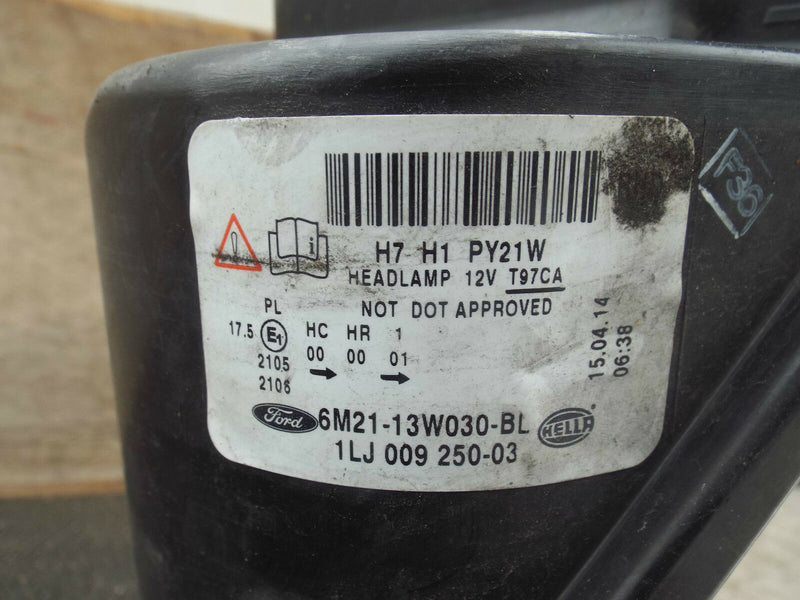 H7 H1 PY21W
HEADLAMP 12V T97CA
NOT DOT APPROVED
PL
17.5 E1 HC HR 1
2105 00 00 01
2106 → →
15.04.14
06:38
Ford 6M21-13W030-BL HELLA
1LJ 009 250-03
F36